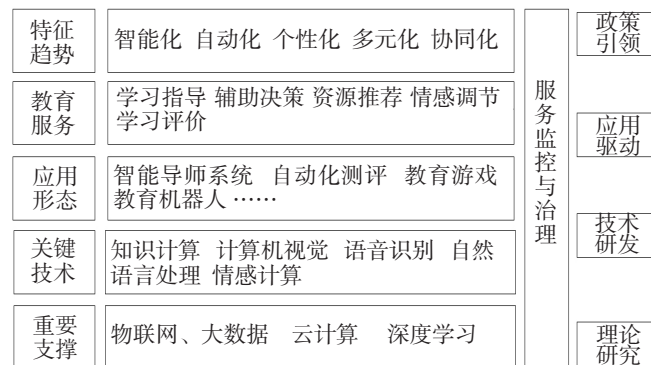 特征
趋势
智能化 自动化 个性化 多元化 协同化
教育
服务
学习指导 辅助决策 资源推荐 情感调节
学习评价
应用
形态
智能导师系统 自动化测评 教育游戏
教育机器人……
关键
技术
知识计算 计算机视觉 语音识别 自然
语言处理 情感计算
重要
支撑
物联网、大数据 云计算 深度学习
服务监控与治理
政策
引领
应用
驱动
技术
研发
理论
研究